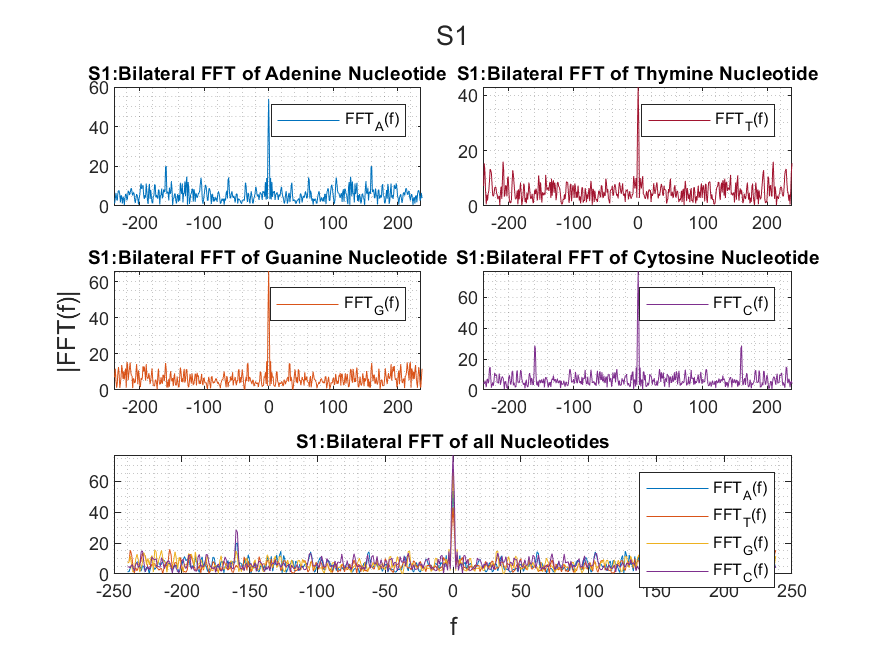 S1
S1:Bilateral FFT of Adenine Nucleotide
60
40
20
0
-200 -100 0 100 200
FFT_A(f)
S1:Bilateral FFT of Thymine Nucleotide
40
20
0
-200 -100 0 100 200
FFT_T(f)
S1:Bilateral FFT of Guanine Nucleotide
60
40
20
0
-200 -100 0 100 200
FFT_G(f)
S1:Bilateral FFT of Cytosine Nucleotide
60
40
20
0
-200 -100 0 100 200
FFT_C(f)
|FFT(f)|
S1:Bilateral FFT of all Nucleotides
60
40
20
0
-250 -200 -150 -100 -50 0 50 100 150 200 250
FFT_A(f)
FFT_T(f)
FFT_G(f)
FFT_C(f)
f